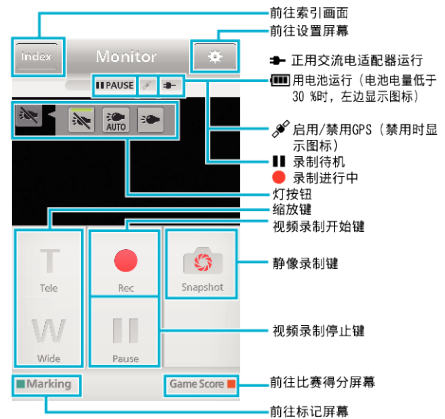 前往索引画面
前往设置屏幕
Index
Monitor
正用交流电适配器运行
用电池运行（电池电量低于
30 %时，左边显示图标）
PAUSE
启用/禁用GPS（禁用时显
示图标）
录制待机
录制进行中
AUTO
灯按钮
缩放键
视频录制开始键
T
Tele
Rec
Snapshot
静像录制键
W
Wide
Pause
视频录制停止键
Marking
Game Score
前往比赛得分屏幕
前往标记屏幕